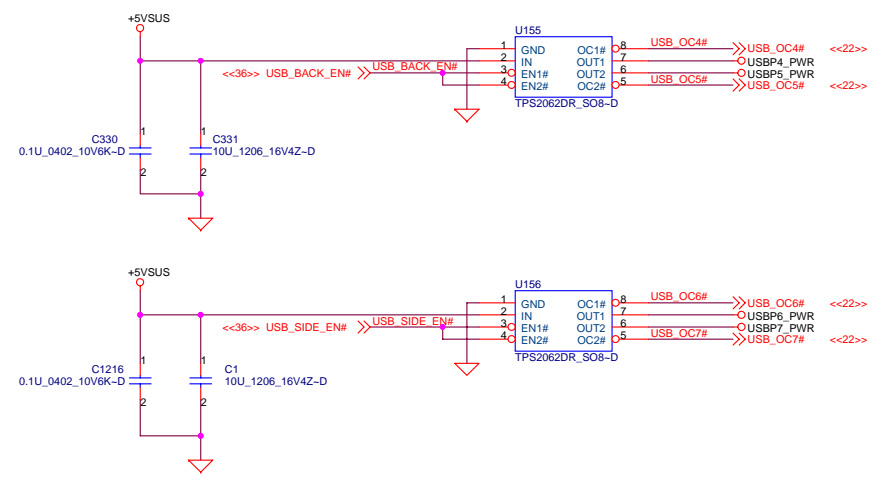 +5VSUS
U155
1 GND OC1# 8 USB_OC4# USB_OC4# <<22>>
2 IN OUT1 7 USBP4_PWR
<<36>> USB_BACK_EN# USB_BACK_EN# 3 EN1# OUT2 6 USBP5_PWR
4 EN2# OC2# 5 USB_OC5# USB_OC5# <<22>>
TPS2062DR_SO8~D
1 1
C330 C331
0.1U_0402_10V6K~D 10U_1206_16V4Z~D
2 2
+5VSUS
U156
1 GND OC1# 8 USB_OC6# USB_OC6# <<22>>
2 IN OUT1 7 USBP6_PWR
<<36>> USB_SIDE_EN# USB_SIDE_EN# 3 EN1# OUT2 6 USBP7_PWR
4 EN2# OC2# 5 USB_OC7# USB_OC7# <<22>>
TPS2062DR_SO8~D
1 1
C1216 C1
0.1U_0402_10V6K~D 10U_1206_16V4Z~D
2 2